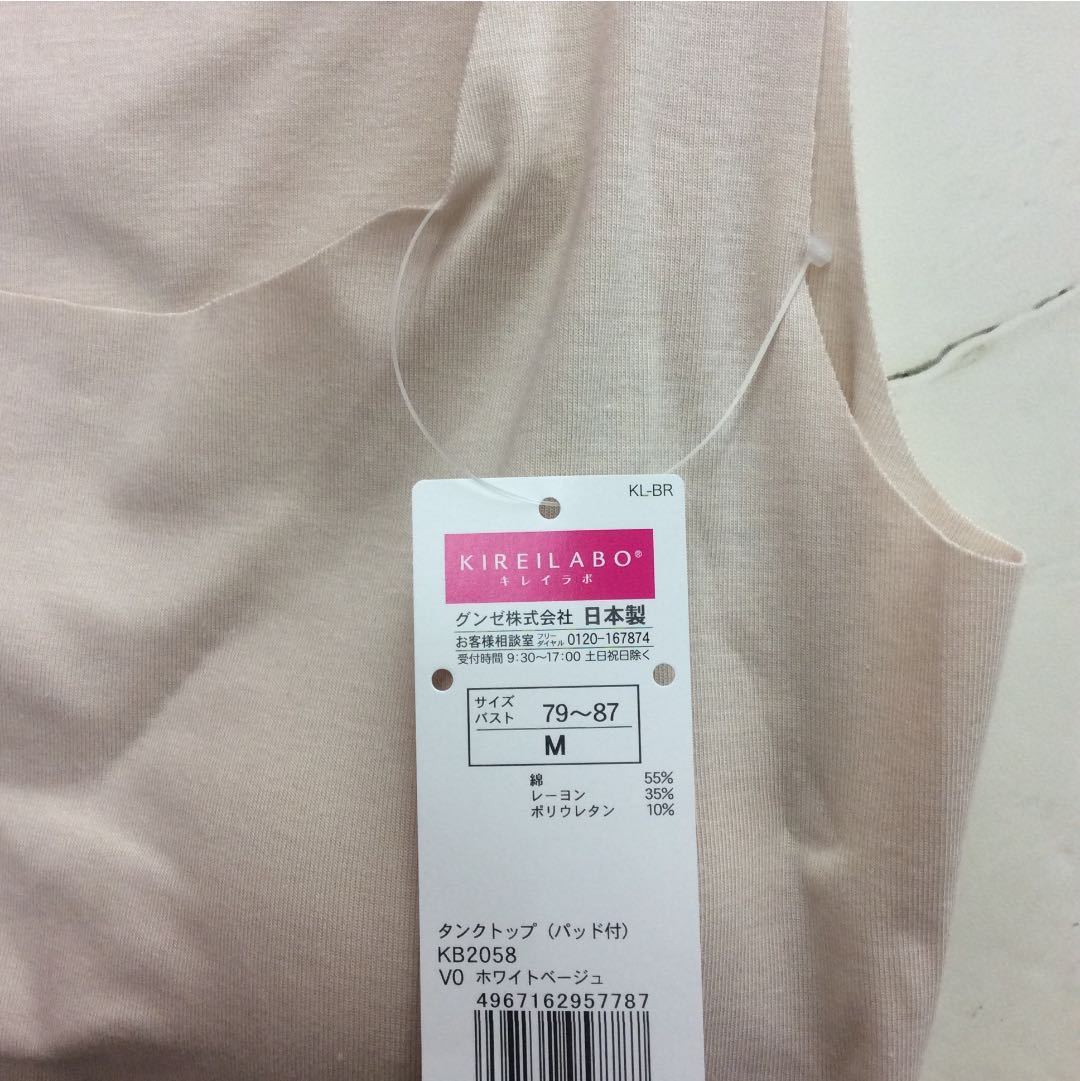 KL-BR
KIREILABO®
キレイラボ
グンゼ株式会社 日本製
お客様相談室 フリーダイヤル 0120-167874
受付時間 9:30〜17:00 土日祝日除く
サイズ
バスト 79〜87
M
綿 55%
レーヨン 35%
ポリウレタン 10%
タンクトップ（パッド付）
KB2058
V0 ホワイトベージュ
4967162957787